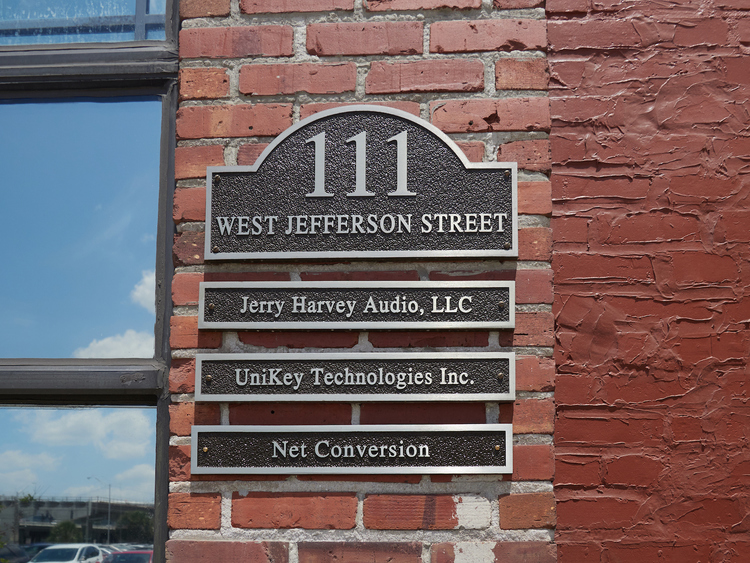 111
WEST JEFFERSON STREET
Jerry Harvey Audio, LLC
UniKey Technologies Inc.
Net Conversion